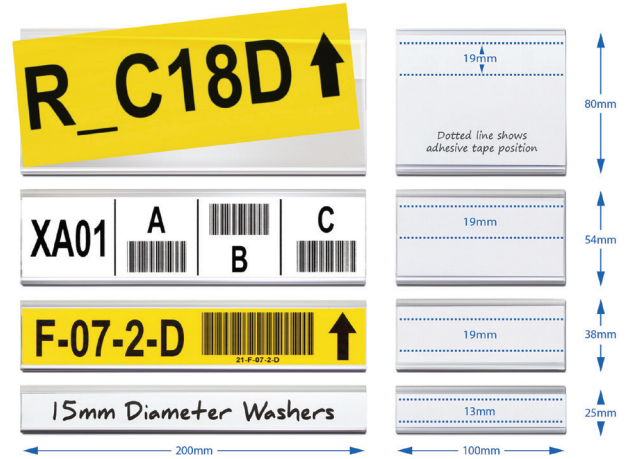 R_C18D
19mm
80mm
Dotted line shows
adhesive tape position
XA01
A
B
C
19mm
54mm
F-07-2-D
21-F-07-2-D
19mm
38mm
15mm Diameter Washers
13mm
25mm
200mm
100mm